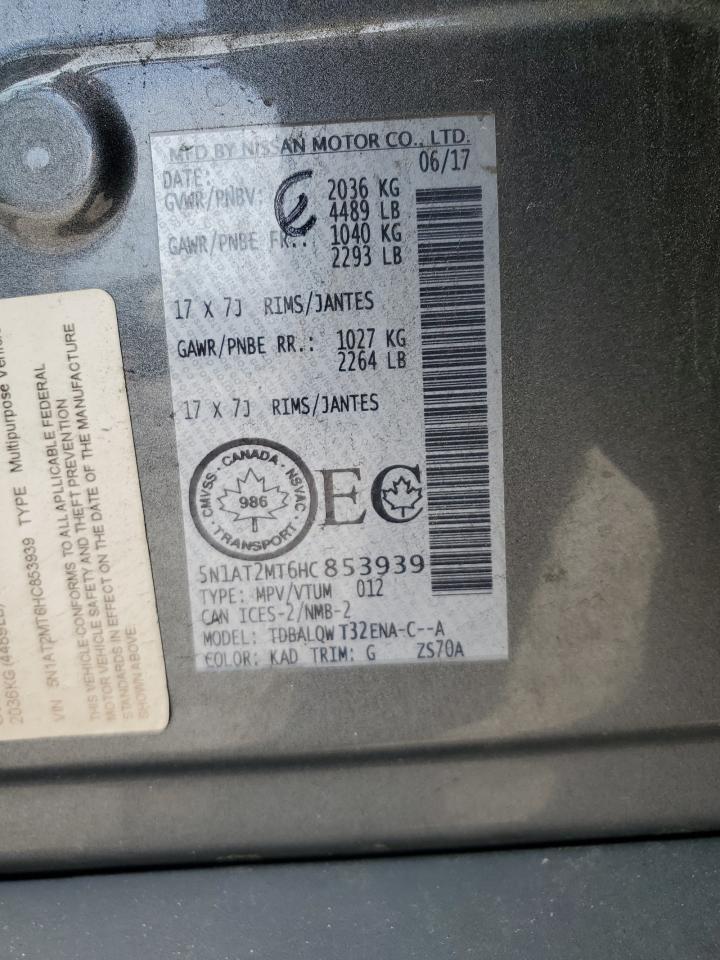 MFD BY NISSAN MOTOR CO., LTD.
DATE: 06/17
GVWR/PNBV: 2036 KG
4489 LB
GAWR/PNBE FR.: 1040 KG
2293 LB
17 X 7J RIMS/JANTES
GAWR/PNBE RR.: 1027 KG
2264 LB
17 X 7J RIMS/JANTES
CMVSS · CANADA · NSVAC
986
TRANSPORT
EC
5N1AT2MT6HC853939
TYPE: MPV/VTUM 012
CAN ICES-2/NMB-2
MODEL: TDBALQWT32ENA-C--A
COLOR: KAD TRIM: G ZS70A
2036KG (4489LB)
VIN 5N1AT2MT6HC853939 TYPE Multipurpose
THIS VEHICLE CONFORMS TO ALL APLLICABLE FEDERAL
MOTOR VEHICLE SAFETY AND THEFT PREVENTION
STANDARDS IN EFFECT ON THE DATE OF THE MANUFACTURE
SHOWN ABOVE.